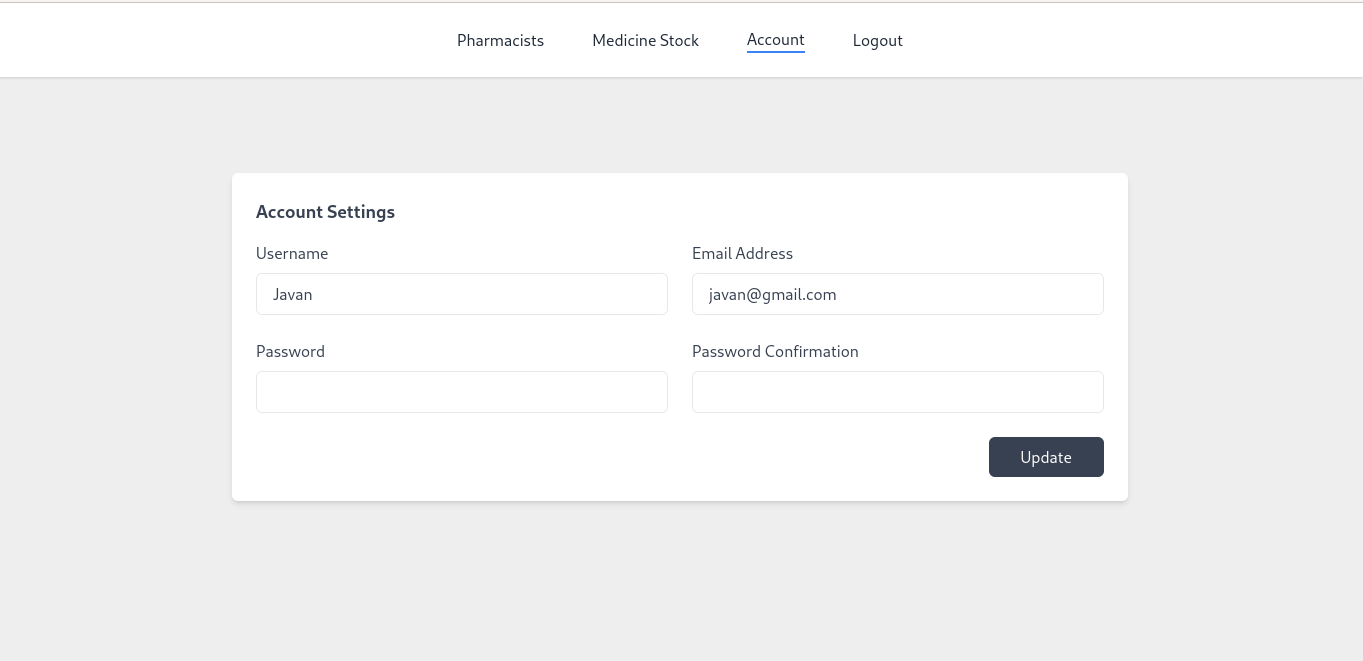 Pharmacists Medicine Stock Account Logout
Account Settings
Username Email Address
Javan javan@gmail.com
Password Password Confirmation
Update